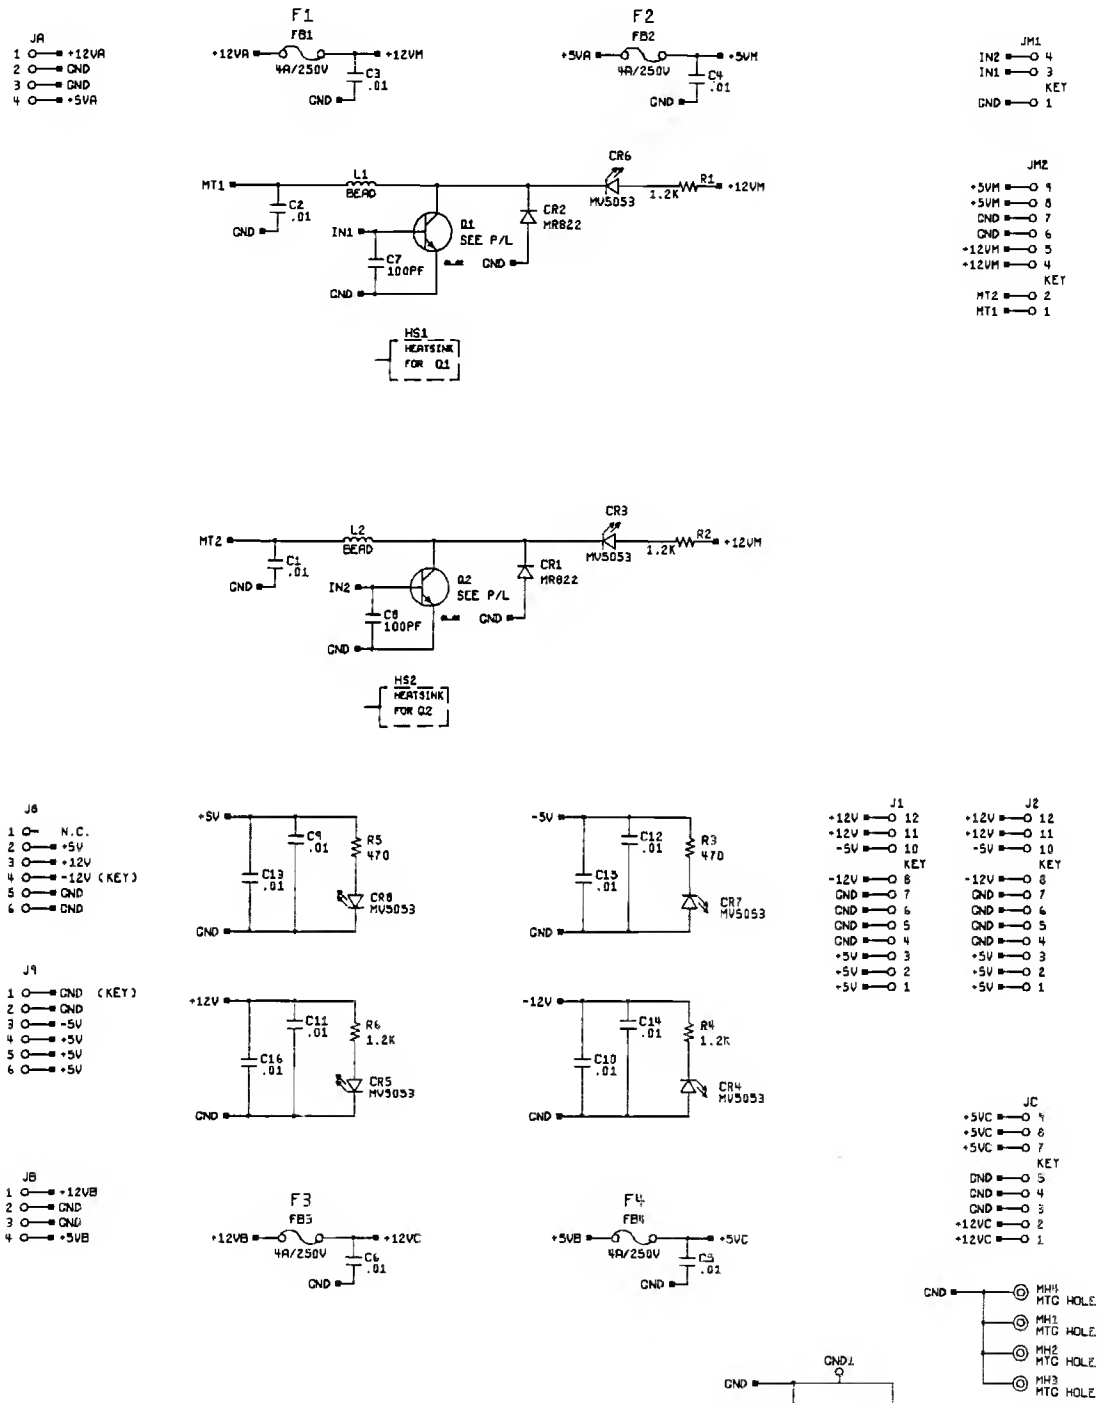 JA
1 +12VA
2 GND
3 GND
4 +5VA
F1
FB1
+12VA +12VM
4A/250V
C3
.01
GND
F2
FB2
+5VA +5VM
4A/250V
C4
.01
GND
JM1
IN2 4
IN1 3
KEY
GND 1
MT1
L1
BEAD
C2
.01
GND
IN1
Q1
SEE P/L
C7
100PF
GND
CR2
MR822
GND
CR6
MV5053
R1
1.2K
+12VM
HS1
HEATSINK
FOR Q1
JM2
+5VM 9
+5VM 8
GND 7
GND 6
+12VM 5
+12VM 4
KEY
MT2 2
MT1 1
MT2
L2
BEAD
C1
.01
GND
IN2
Q2
SEE P/L
C8
100PF
GND
CR1
MR822
GND
CR3
MV5053
R2
1.2K
+12VM
HS2
HEATSINK
FOR Q2
J8
1 N.C.
2 +5V
3 +12V
4 -12V (KEY)
5 GND
6 GND
+5V
C9
.01
C13
.01
R5
470
CR8
MV5053
GND
-5V
C12
.01
C15
.01
R3
470
CR7
MV5053
GND
J1
+12V 12
+12V 11
-5V 10
KEY
-12V 8
GND 7
GND 6
GND 5
GND 4
+5V 3
+5V 2
+5V 1
J2
+12V 12
+12V 11
-5V 10
KEY
-12V 8
GND 7
GND 6
GND 5
GND 4
+5V 3
+5V 2
+5V 1
J9
1 GND (KEY)
2 GND
3 -5V
4 +5V
5 +5V
6 +5V
+12V
C11
.01
C16
.01
R6
1.2K
CR5
MV5053
GND
-12V
C14
.01
C10
.01
R4
1.2K
CR4
MV5053
GND
JC
+5VC 9
+5VC 8
+5VC 7
KEY
GND 5
GND 4
GND 3
+12VC 2
+12VC 1
JB
1 +12VB
2 GND
3 GND
4 +5VB
F3
FB3
+12VB +12VC
4A/250V
C6
.01
GND
F4
FB4
+5VB +5VC
4A/250V
C5
.01
GND
GND
MH4
MTG HOLE
MH1
MTG HOLE
MH2
MTG HOLE
MH3
MTG HOLE
GND1
GND